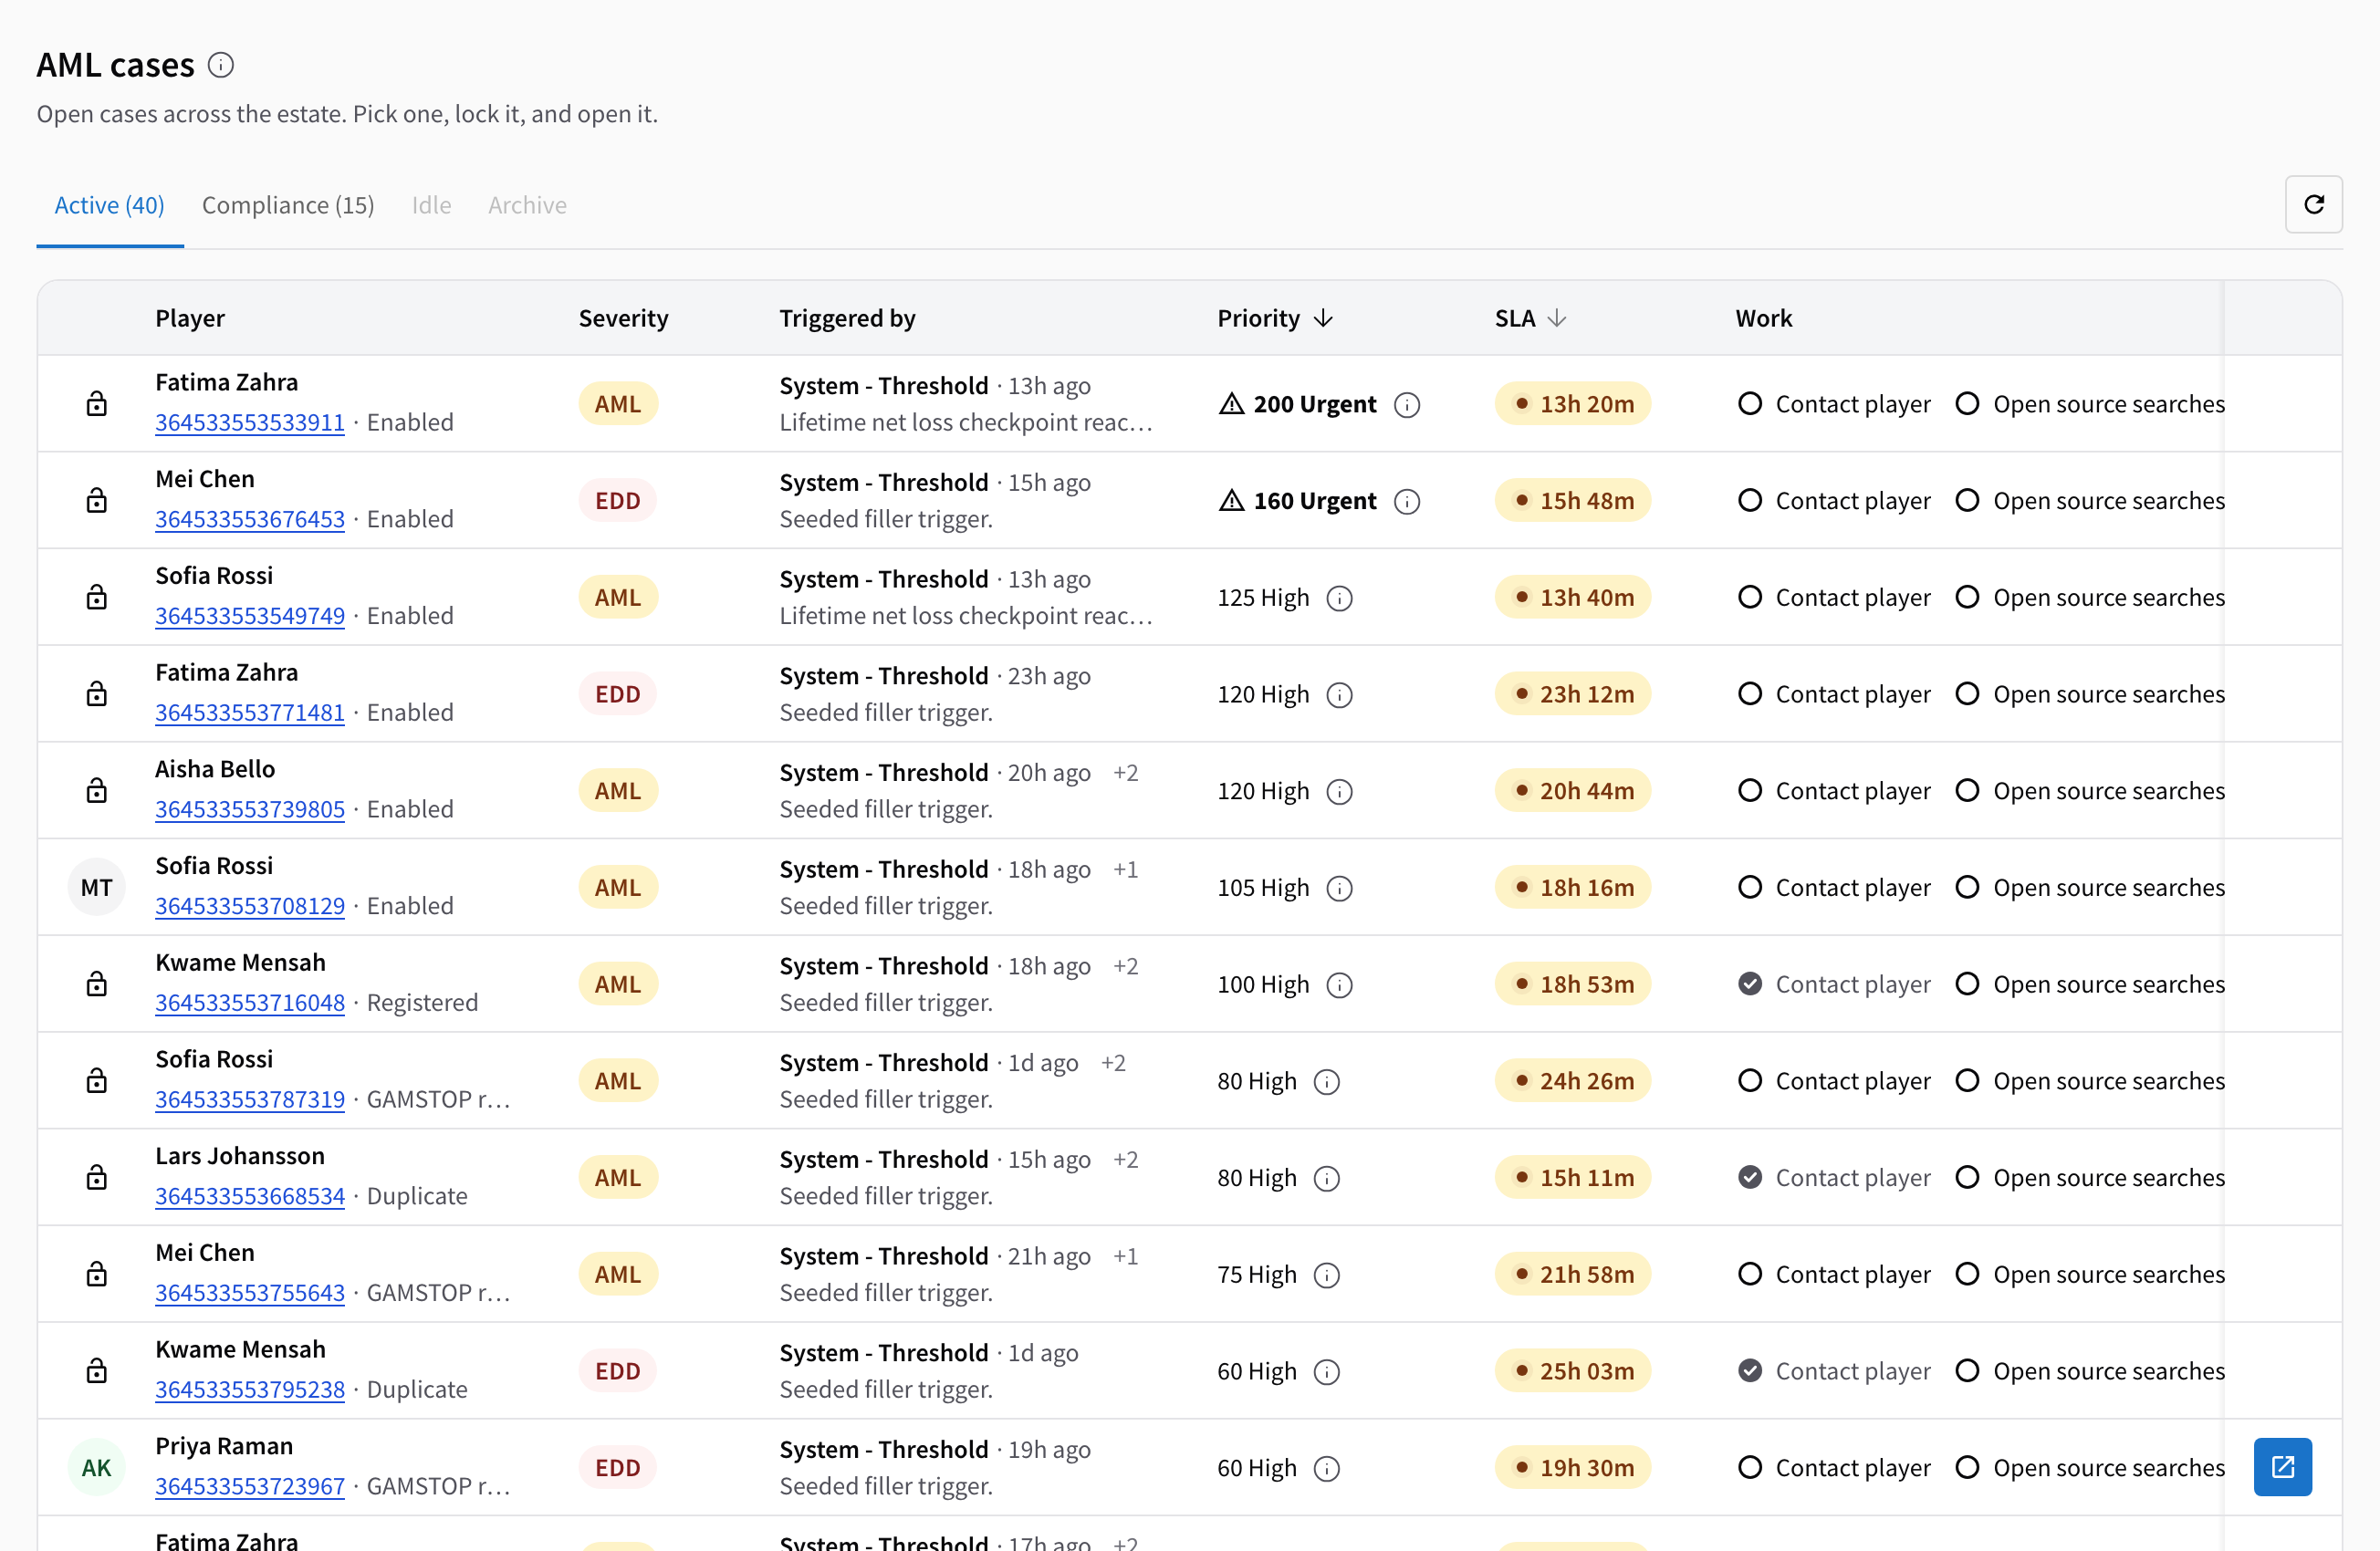 AML cases
Open cases across the estate. Pick one, lock it, and open it.
Active (40) Compliance (15) Idle Archive
Player Severity Triggered by Priority SLA Work
Fatima Zahra
364533553533911 · Enabled
AML
System - Threshold · 13h ago
Lifetime net loss checkpoint reac…
200 Urgent
13h 20m
Contact player Open source searches
Mei Chen
364533553676453 · Enabled
EDD
System - Threshold · 15h ago
Seeded filler trigger.
160 Urgent
15h 48m
Contact player Open source searches
Sofia Rossi
364533553549749 · Enabled
AML
System - Threshold · 13h ago
Lifetime net loss checkpoint reac…
125 High
13h 40m
Contact player Open source searches
Fatima Zahra
364533553771481 · Enabled
EDD
System - Threshold · 23h ago
Seeded filler trigger.
120 High
23h 12m
Contact player Open source searches
Aisha Bello
364533553739805 · Enabled
AML
System - Threshold · 20h ago +2
Seeded filler trigger.
120 High
20h 44m
Contact player Open source searches
MT
Sofia Rossi
364533553708129 · Enabled
AML
System - Threshold · 18h ago +1
Seeded filler trigger.
105 High
18h 16m
Contact player Open source searches
Kwame Mensah
364533553716048 · Registered
AML
System - Threshold · 18h ago +2
Seeded filler trigger.
100 High
18h 53m
Contact player Open source searches
Sofia Rossi
364533553787319 · GAMSTOP r…
AML
System - Threshold · 1d ago +2
Seeded filler trigger.
80 High
24h 26m
Contact player Open source searches
Lars Johansson
364533553668534 · Duplicate
AML
System - Threshold · 15h ago +2
Seeded filler trigger.
80 High
15h 11m
Contact player Open source searches
Mei Chen
364533553755643 · GAMSTOP r…
AML
System - Threshold · 21h ago +1
Seeded filler trigger.
75 High
21h 58m
Contact player Open source searches
Kwame Mensah
364533553795238 · Duplicate
EDD
System - Threshold · 1d ago
Seeded filler trigger.
60 High
25h 03m
Contact player Open source searches
AK
Priya Raman
364533553723967 · GAMSTOP r…
EDD
System - Threshold · 19h ago
Seeded filler trigger.
60 High
19h 30m
Contact player Open source searches
Fatima Zahra
System - Threshold · 17h ago +2